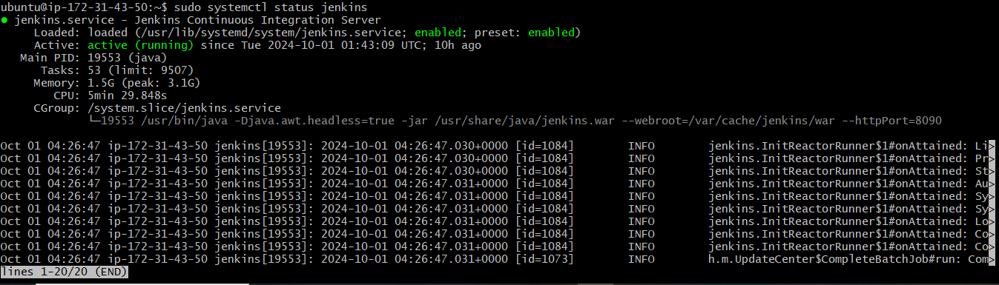 ubuntu@ip-172-31-43-50:~$ sudo systemctl status jenkins
● jenkins.service - Jenkins Continuous Integration Server
     Loaded: loaded (/usr/lib/systemd/system/jenkins.service; enabled; preset: enabled)
     Active: active (running) since Tue 2024-10-01 01:43:09 UTC; 10h ago
   Main PID: 19553 (java)
      Tasks: 53 (limit: 9507)
     Memory: 1.5G (peak: 3.1G)
        CPU: 5min 29.848s
     CGroup: /system.slice/jenkins.service
             └─19553 /usr/bin/java -Djava.awt.headless=true -jar /usr/share/java/jenkins.war --webroot=/var/cache/jenkins/war --httpPort=8090
Oct 01 04:26:47 ip-172-31-43-50 jenkins[19553]: 2024-10-01 04:26:47.030+0000 [id=1084]        INFO        jenkins.InitReactorRunner$1#onAttained: Li>
Oct 01 04:26:47 ip-172-31-43-50 jenkins[19553]: 2024-10-01 04:26:47.030+0000 [id=1084]        INFO        jenkins.InitReactorRunner$1#onAttained: Pr>
Oct 01 04:26:47 ip-172-31-43-50 jenkins[19553]: 2024-10-01 04:26:47.030+0000 [id=1084]        INFO        jenkins.InitReactorRunner$1#onAttained: St>
Oct 01 04:26:47 ip-172-31-43-50 jenkins[19553]: 2024-10-01 04:26:47.031+0000 [id=1084]        INFO        jenkins.InitReactorRunner$1#onAttained: Au>
Oct 01 04:26:47 ip-172-31-43-50 jenkins[19553]: 2024-10-01 04:26:47.031+0000 [id=1084]        INFO        jenkins.InitReactorRunner$1#onAttained: Sy>
Oct 01 04:26:47 ip-172-31-43-50 jenkins[19553]: 2024-10-01 04:26:47.031+0000 [id=1084]        INFO        jenkins.InitReactorRunner$1#onAttained: Sy>
Oct 01 04:26:47 ip-172-31-43-50 jenkins[19553]: 2024-10-01 04:26:47.031+0000 [id=1084]        INFO        jenkins.InitReactorRunner$1#onAttained: Lo>
Oct 01 04:26:47 ip-172-31-43-50 jenkins[19553]: 2024-10-01 04:26:47.031+0000 [id=1084]        INFO        jenkins.InitReactorRunner$1#onAttained: Co>
Oct 01 04:26:47 ip-172-31-43-50 jenkins[19553]: 2024-10-01 04:26:47.031+0000 [id=1084]        INFO        jenkins.InitReactorRunner$1#onAttained: Co>
Oct 01 04:26:47 ip-172-31-43-50 jenkins[19553]: 2024-10-01 04:26:47.031+0000 [id=1073]        INFO        h.m.UpdateCenter$CompleteBatchJob#run: Com>
lines 1-20/20 (END)